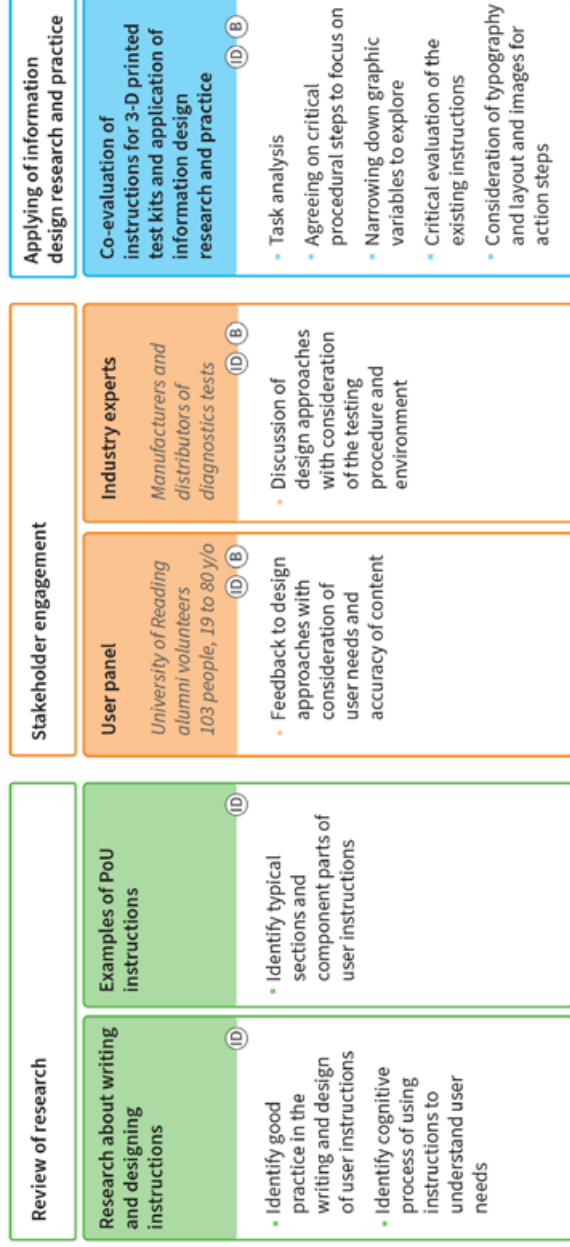 Review of research
Research about writing
and designing
instructions
ID
▪ Identify good
practice in the
writing and design
of user instructions
▪ Identify cognitive
process of using
instructions to
understand user
needs
Examples of PoU
instructions
ID
▪ Identify typical
sections and
component parts of
user instructions
Stakeholder engagement
User panel
University of Reading
alumni volunteers
103 people, 19 to 80 y/o
ID B
▪ Feedback to design
approaches with
consideration of
user needs and
accuracy of content
Industry experts
Manufacturers and
distributors of
diagnostics tests
ID B
▪ Discussion of
design approaches
with consideration
of the testing
procedure and
environment
Applying of information
design research and practice
Co-evaluation of
instructions for 3-D printed
test kits and application of
information design
research and practice
ID B
▪ Task analysis
▪ Agreeing on critical
procedural steps to focus on
▪ Narrowing down graphic
variables to explore
▪ Critical evaluation of the
existing instructions
▪ Consideration of typography
and layout and images for
action steps